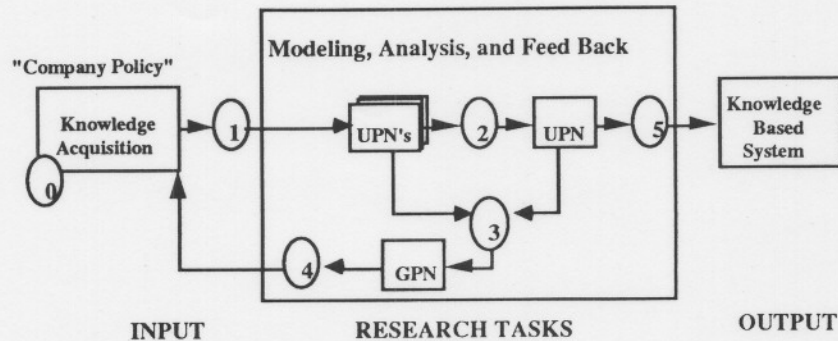 Modeling, Analysis, and Feed Back
"Company Policy"
Knowledge
Acquisition
0
1
UPN's
2
UPN
5
Knowledge
Based
System
3
4
GPN
INPUT
RESEARCH TASKS
OUTPUT